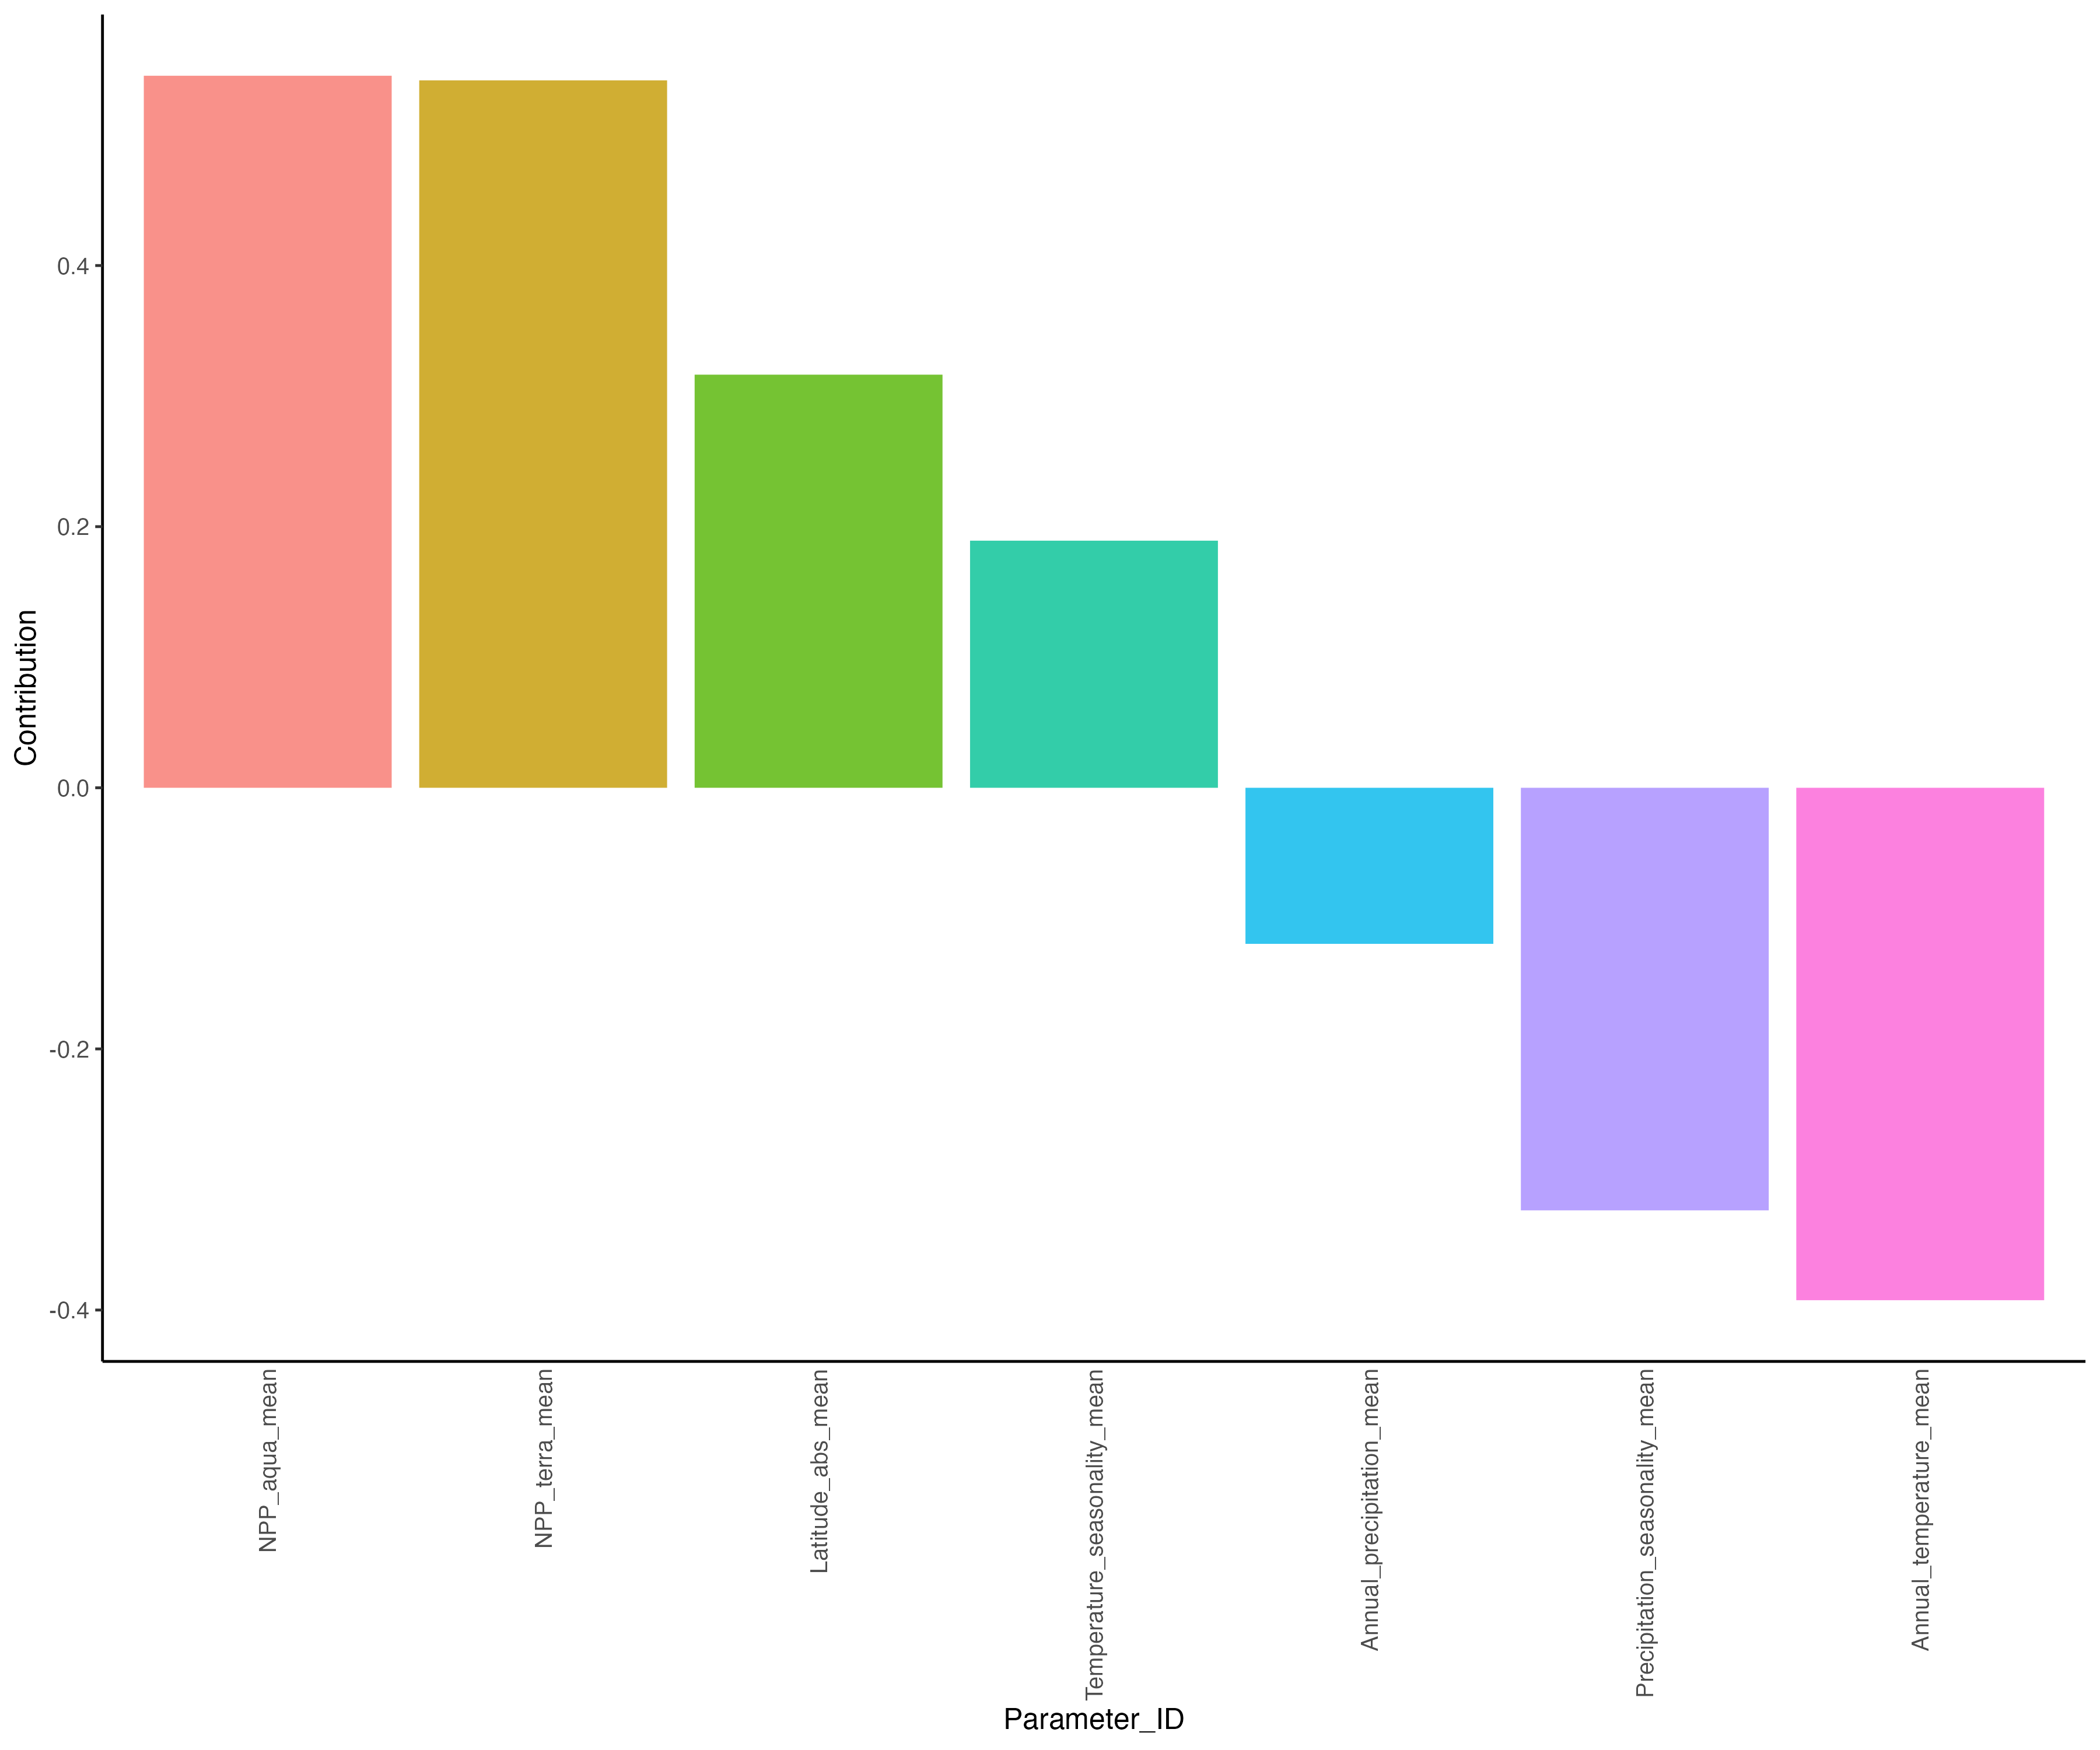 Contribution
0.4
0.2
0.0
-0.2
-0.4
NPP_aqua_mean
NPP_terra_mean
Latitude_abs_mean
Temperature_seasonality_mean
Annual_precipitation_mean
Precipitation_seasonality_mean
Annual_temperature_mean
Parameter_ID